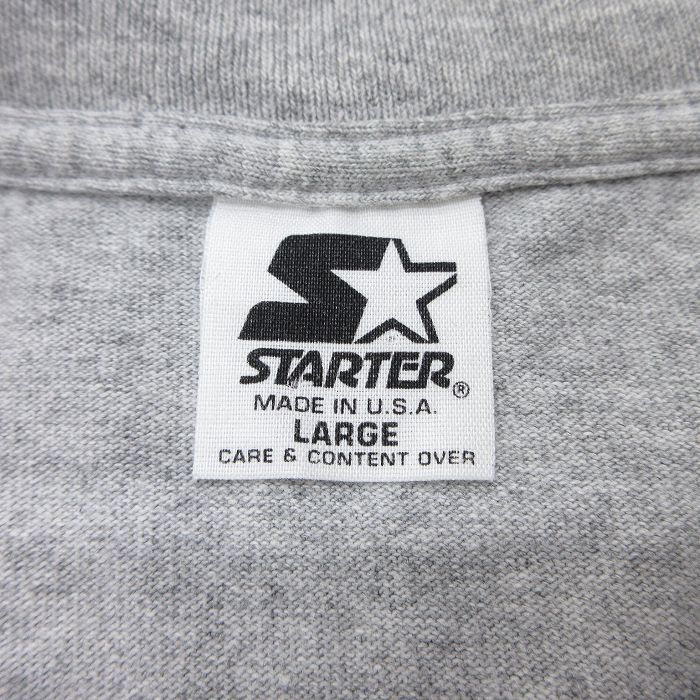 STARTER®
MADE IN U.S.A.
LARGE
CARE & CONTENT OVER